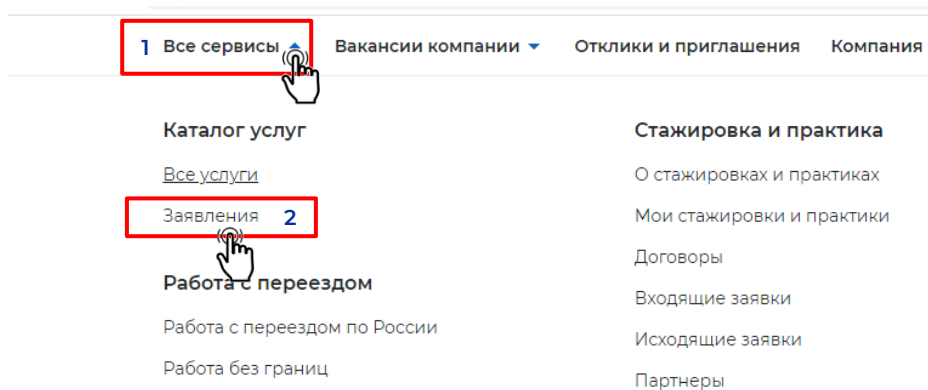 1 Все сервисы Вакансии компании Отклики и приглашения Компания
Каталог услуг
Все услуги
Заявления 2
Работа с переездом
Работа с переездом по России
Работа без границ
Стажировка и практика
О стажировках и практиках
Мои стажировки и практики
Договоры
Входящие заявки
Исходящие заявки
Партнеры